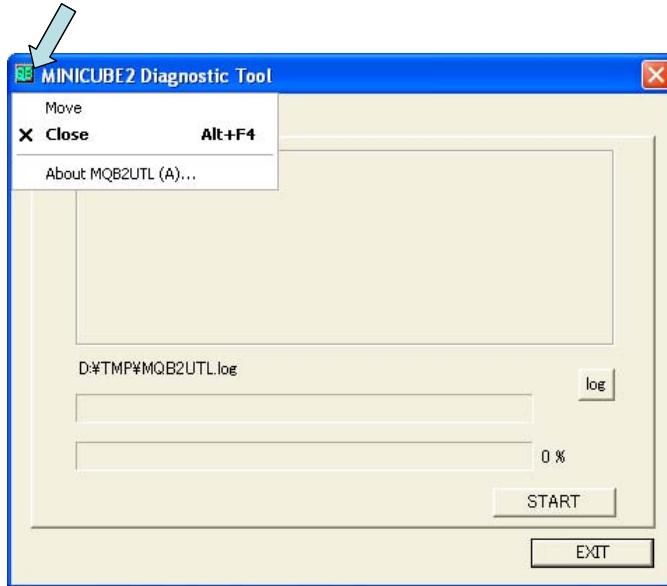 MINICUBE2 Diagnostic Tool
Move
Close Alt+F4
About MQB2UTL (A)...
D:¥TMP¥MQB2UTL.log
log
0 %
START
EXIT